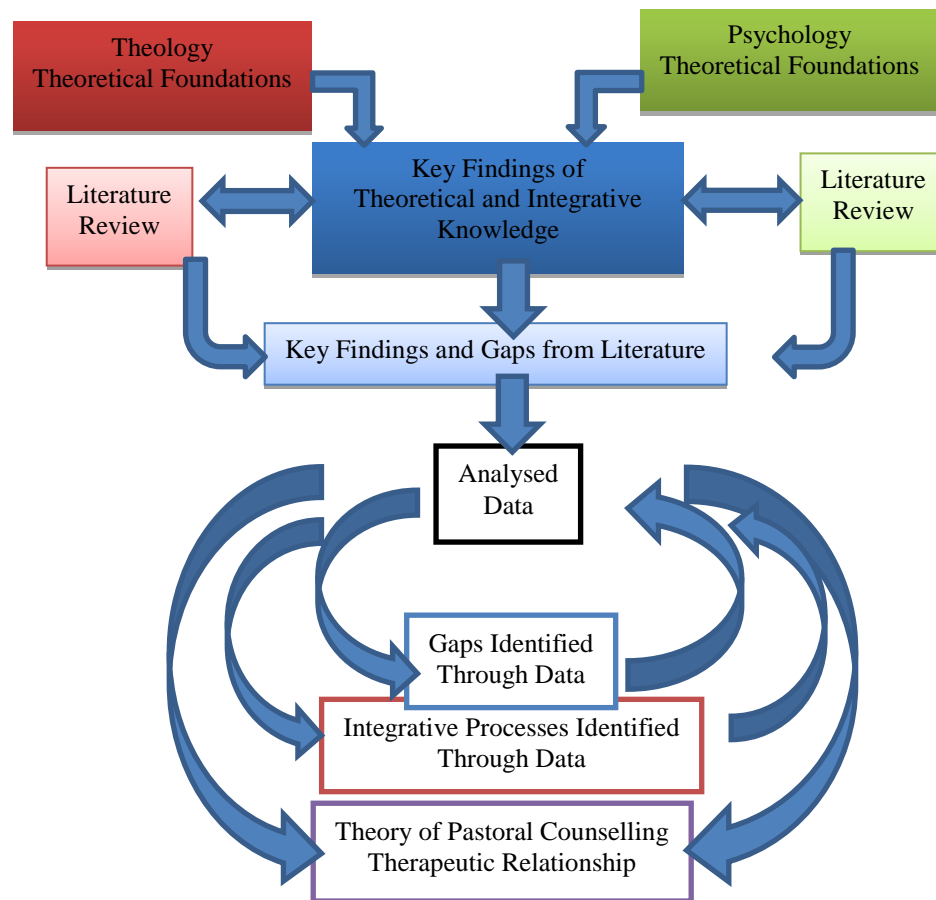 Theology
Theoretical Foundations
Psychology
Theoretical Foundations
Key Findings of
Theoretical and Integrative
Knowledge
Literature
Review
Literature
Review
Key Findings and Gaps from Literature
Analysed
Data
Gaps Identified
Through Data
Integrative Processes Identified
Through Data
Theory of Pastoral Counselling
Therapeutic Relationship